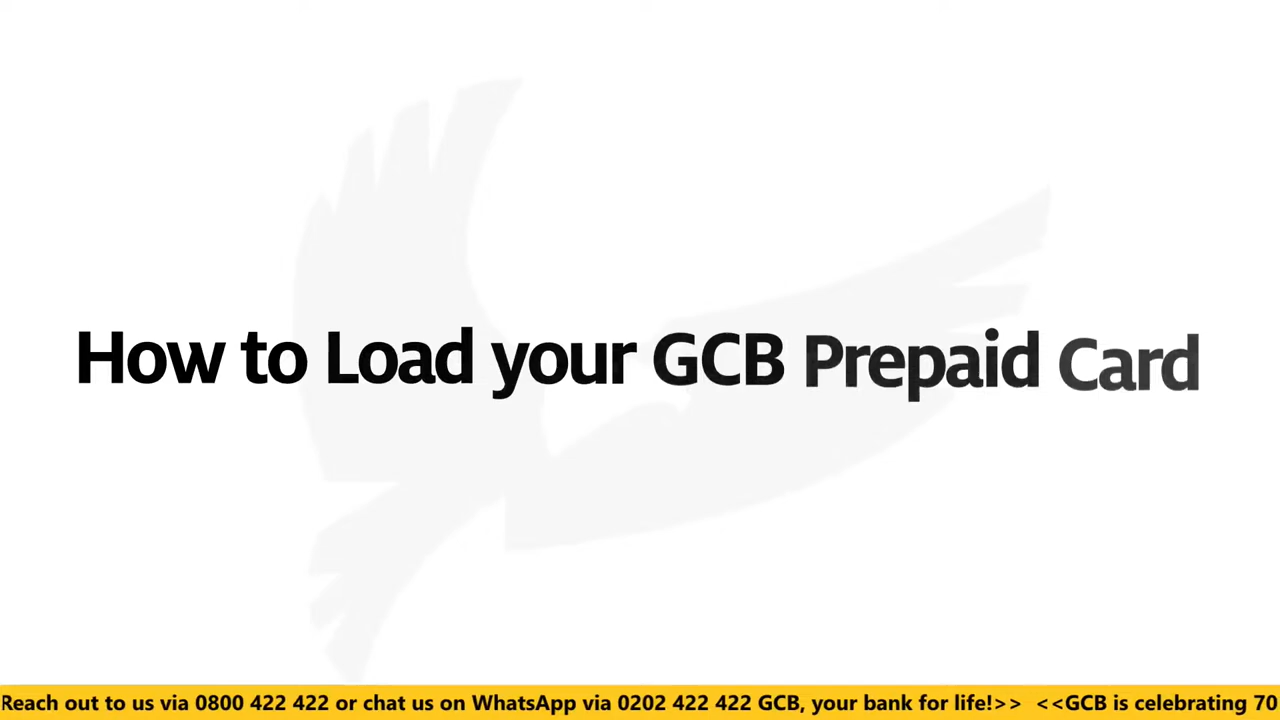 How to Load your GCB Prepaid Card
Reach out to us via 0800 422 422 or chat us on WhatsApp via 0202 422 422 GCB, your bank for life!>> <<GCB is celebrating 70